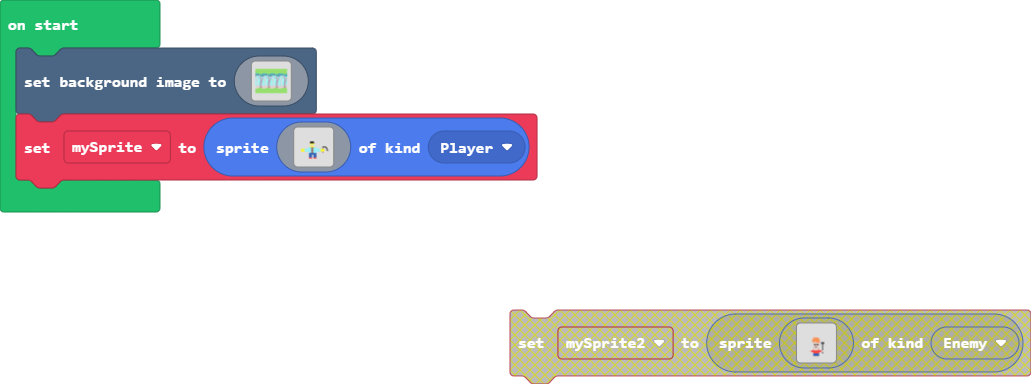 on start
set background image to
set mySprite to sprite of kind Player
set mySprite2 to sprite of kind Enemy